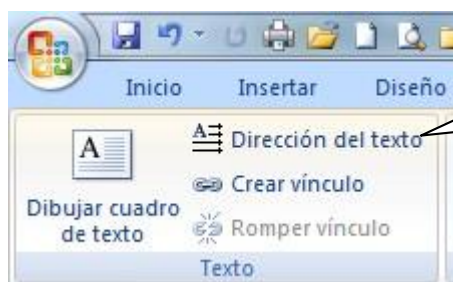 Inicio Insertar Diseño
A
Dibujar cuadro
de texto
A Dirección del texto
Crear vínculo
Romper vínculo
Texto